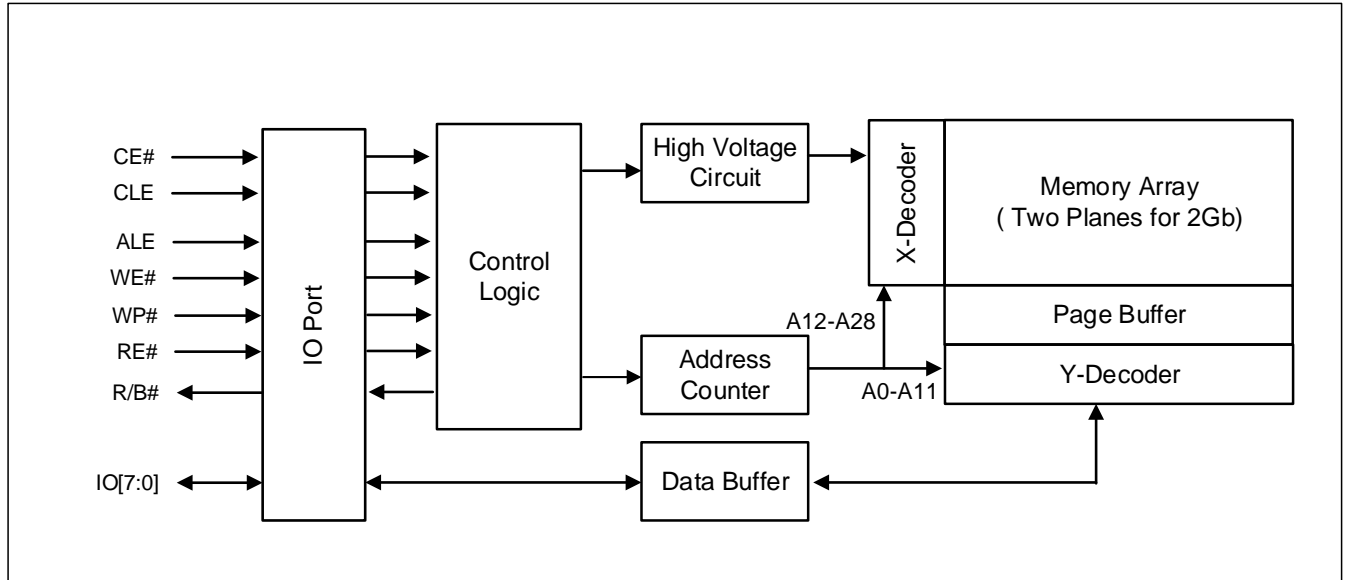 CE#
CLE
ALE
WE#
WP#
RE#
R/B#
IO[7:0]
IO Port
Control
Logic
High Voltage
Circuit
Address
Counter
Data Buffer
A12-A28
A0-A11
X-Decoder
Memory Array
( Two Planes for 2Gb)
Page Buffer
Y-Decoder